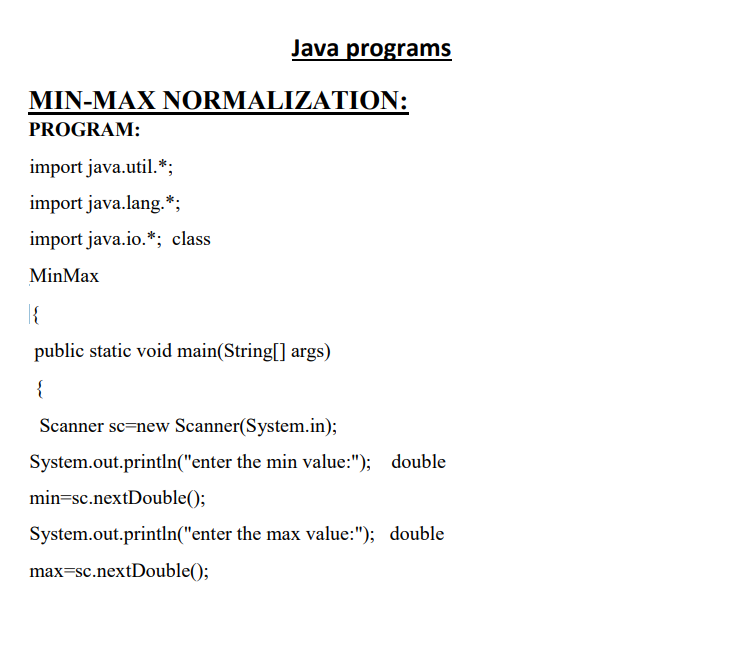 Java programs
MIN-MAX NORMALIZATION:
PROGRAM:
import java.util.*;
import java.lang.*;
import java.io.*;  class
MinMax
{
public static void main(String[] args)
{
Scanner sc=new Scanner(System.in);
System.out.println("enter the min value:");    double
min=sc.nextDouble();
System.out.println("enter the max value:");   double
max=sc.nextDouble();